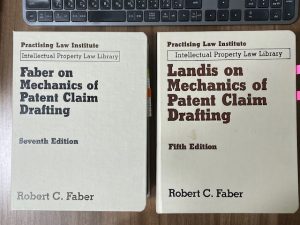 Practising Law Institute
Intellectual Property Law Library
Faber on
Mechanics of
Patent Claim
Drafting
Seventh Edition
Robert C. Faber
Practising Law Institute
Intellectual Property Law Library
Landis on
Mechanics of
Patent Claim
Drafting
Fifth Edition
Robert C. Faber